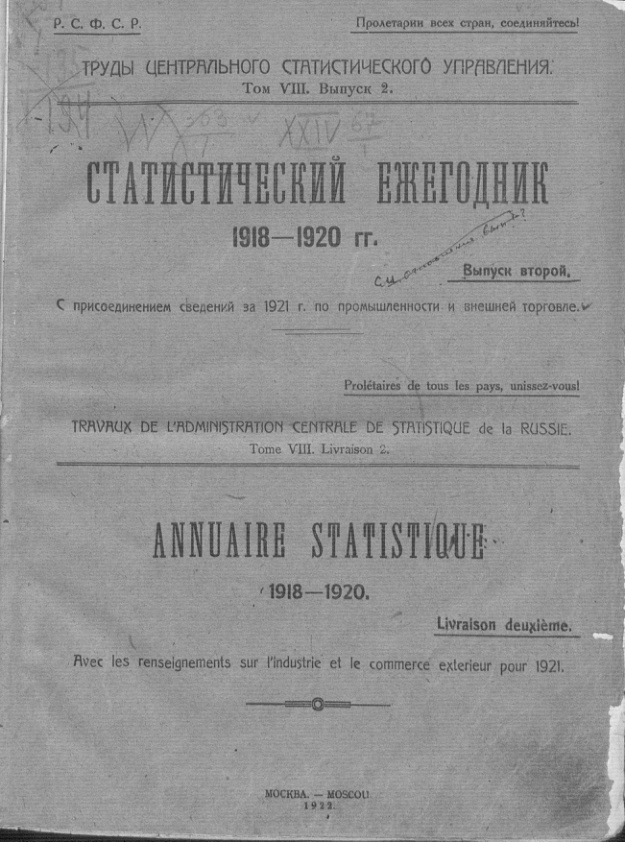 Р. С. Ф. С. Р.
Пролетарии всех стран, соединяйтесь!
ТРУДЫ ЦЕНТРАЛЬНОГО СТАТИСТИЧЕСКОГО УПРАВЛЕНИЯ.
Том VIII. Выпуск 2.
XXIV 67
СТАТИСТИЧЕСКИЙ ЕЖЕГОДНИК
1918—1920 гг.
Выпуск второй.
С присоединением сведений за 1921 г. по промышленности и внешней торговле.
Prolétaires de tous les pays, unissez-vous!
TRAVAUX DE L'ADMINISTRATION CENTRALE DE STATISTIQUE de la RUSSIE.
Tome VIII. Livraison 2.
ANNUAIRE STATISTIQUE
1918—1920.
Livraison deuxième.
Avec les renseignements sur l'industrie et le commerce exterieur pour 1921.
МОСКВА. — MOSCOU.
1922.